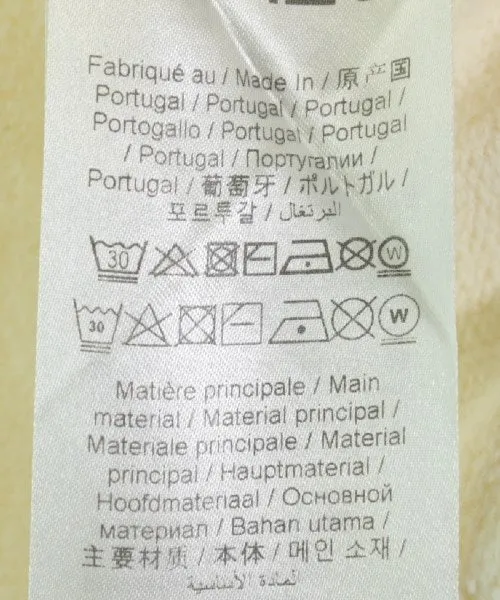 Fabriqué au / Made In / 原产国
Portugal / Portugal / Portugal /
Portogallo / Portugal / Portugal
/ Portugal / Португалии /
Portugal / 葡萄牙 / ポルトガル /
포르투갈 / البرتغال
30 W
30 W
Matière principale / Main
material / Material principal /
Materiale principale / Material
principal / Hauptmaterial /
Hoofdmateriaal / Основной
материал / Bahan utama /
主要材质 / 本体 / 메인 소재 /
المادة الأساسية